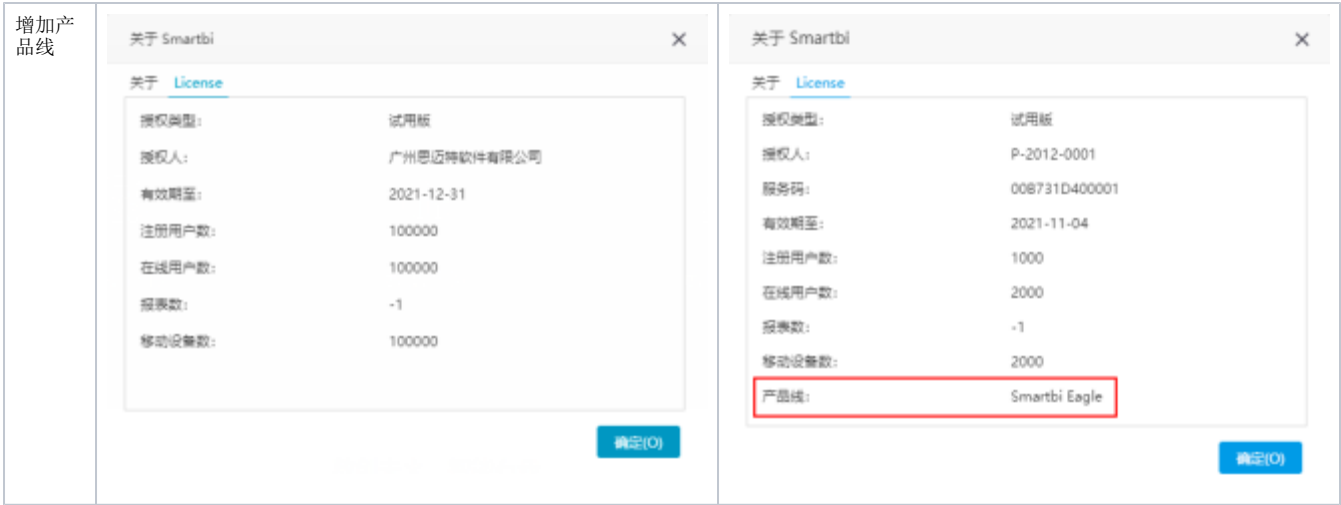 增加产
品线
关于 Smartbi
关于 License
授权类型： 试用版
授权人： 广州思迈特软件有限公司
有效期至： 2021-12-31
注册用户数： 100000
在线用户数： 100000
报表数： -1
移动设备数： 100000
确定(O)
关于 Smartbi
关于 License
授权类型： 试用版
授权人： P-2012-0001
服务码： 00B731D400001
有效期至： 2021-11-04
注册用户数： 1000
在线用户数： 2000
报表数： -1
移动设备数： 2000
产品线： Smartbi Eagle
确定(O)